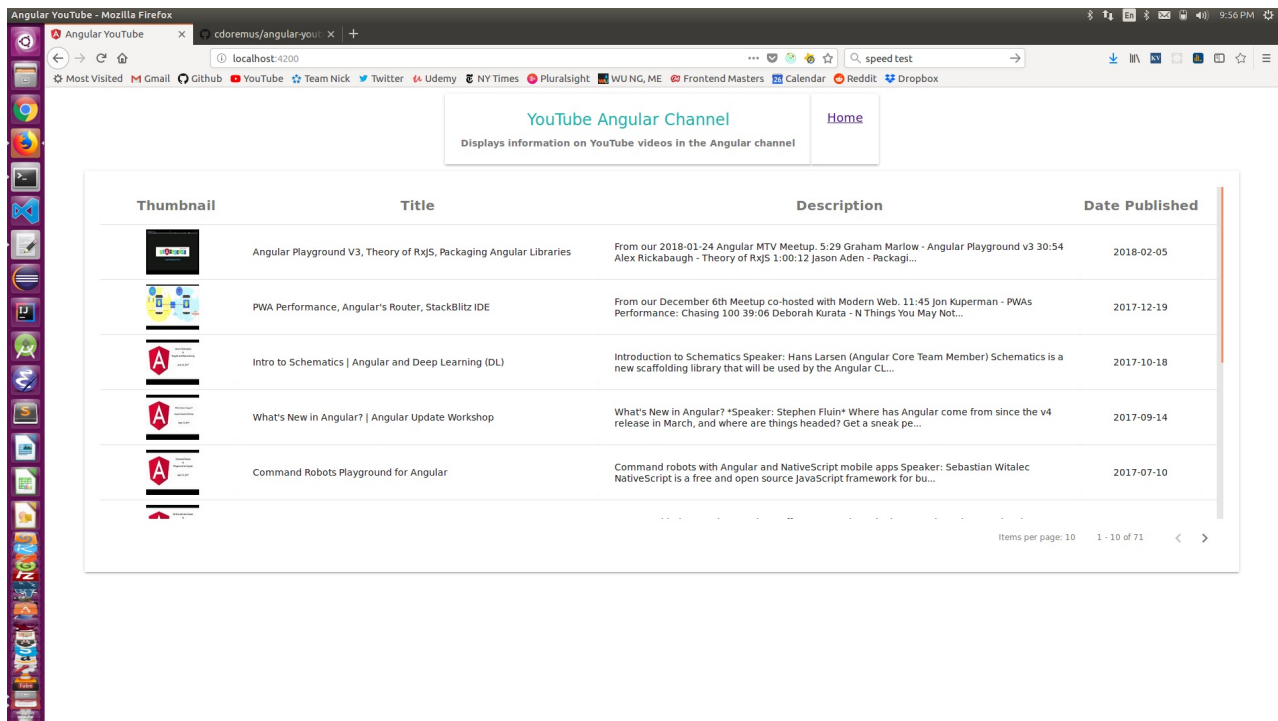 Angular YouTube - Mozilla Firefox
En
9:56 PM
Angular YouTube
cdoremus/angular-yout
localhost:4200
speed test
Most Visited
Gmail
Github
YouTube
Team Nick
Twitter
Udemy
NY Times
Pluralsight
WU NG, ME
Frontend Masters
26 Calendar
Reddit
Dropbox
YouTube Angular Channel
Home
Displays information on YouTube videos in the Angular channel
Thumbnail
Title
Description
Date Published
Angular Playground V3, Theory of RxJS, Packaging Angular Libraries
From our 2018-01-24 Angular MTV Meetup. 5:29 Graham Marlow - Angular Playground v3 30:54
Alex Rickabaugh - Theory of RxJS 1:00:12 Jason Aden - Packagi...
2018-02-05
PWA Performance, Angular's Router, StackBlitz IDE
From our December 6th Meetup co-hosted with Modern Web. 11:45 Jon Kuperman - PWAs
Performance: Chasing 100 39:06 Deborah Kurata - N Things You May Not...
2017-12-19
Intro to Schematics | Angular and Deep Learning (DL)
Introduction to Schematics Speaker: Hans Larsen (Angular Core Team Member) Schematics is a
new scaffolding library that will be used by the Angular CL...
2017-10-18
What's New in Angular? | Angular Update Workshop
What's New in Angular? *Speaker: Stephen Fluin* Where has Angular come from since the v4
release in March, and where are things headed? Get a sneak pe...
2017-09-14
Command Robots Playground for Angular
Command robots with Angular and NativeScript mobile apps Speaker: Sebastian Witalec
NativeScript is a free and open source JavaScript framework for bu...
2017-07-10
Items per page: 10
1 - 10 of 71